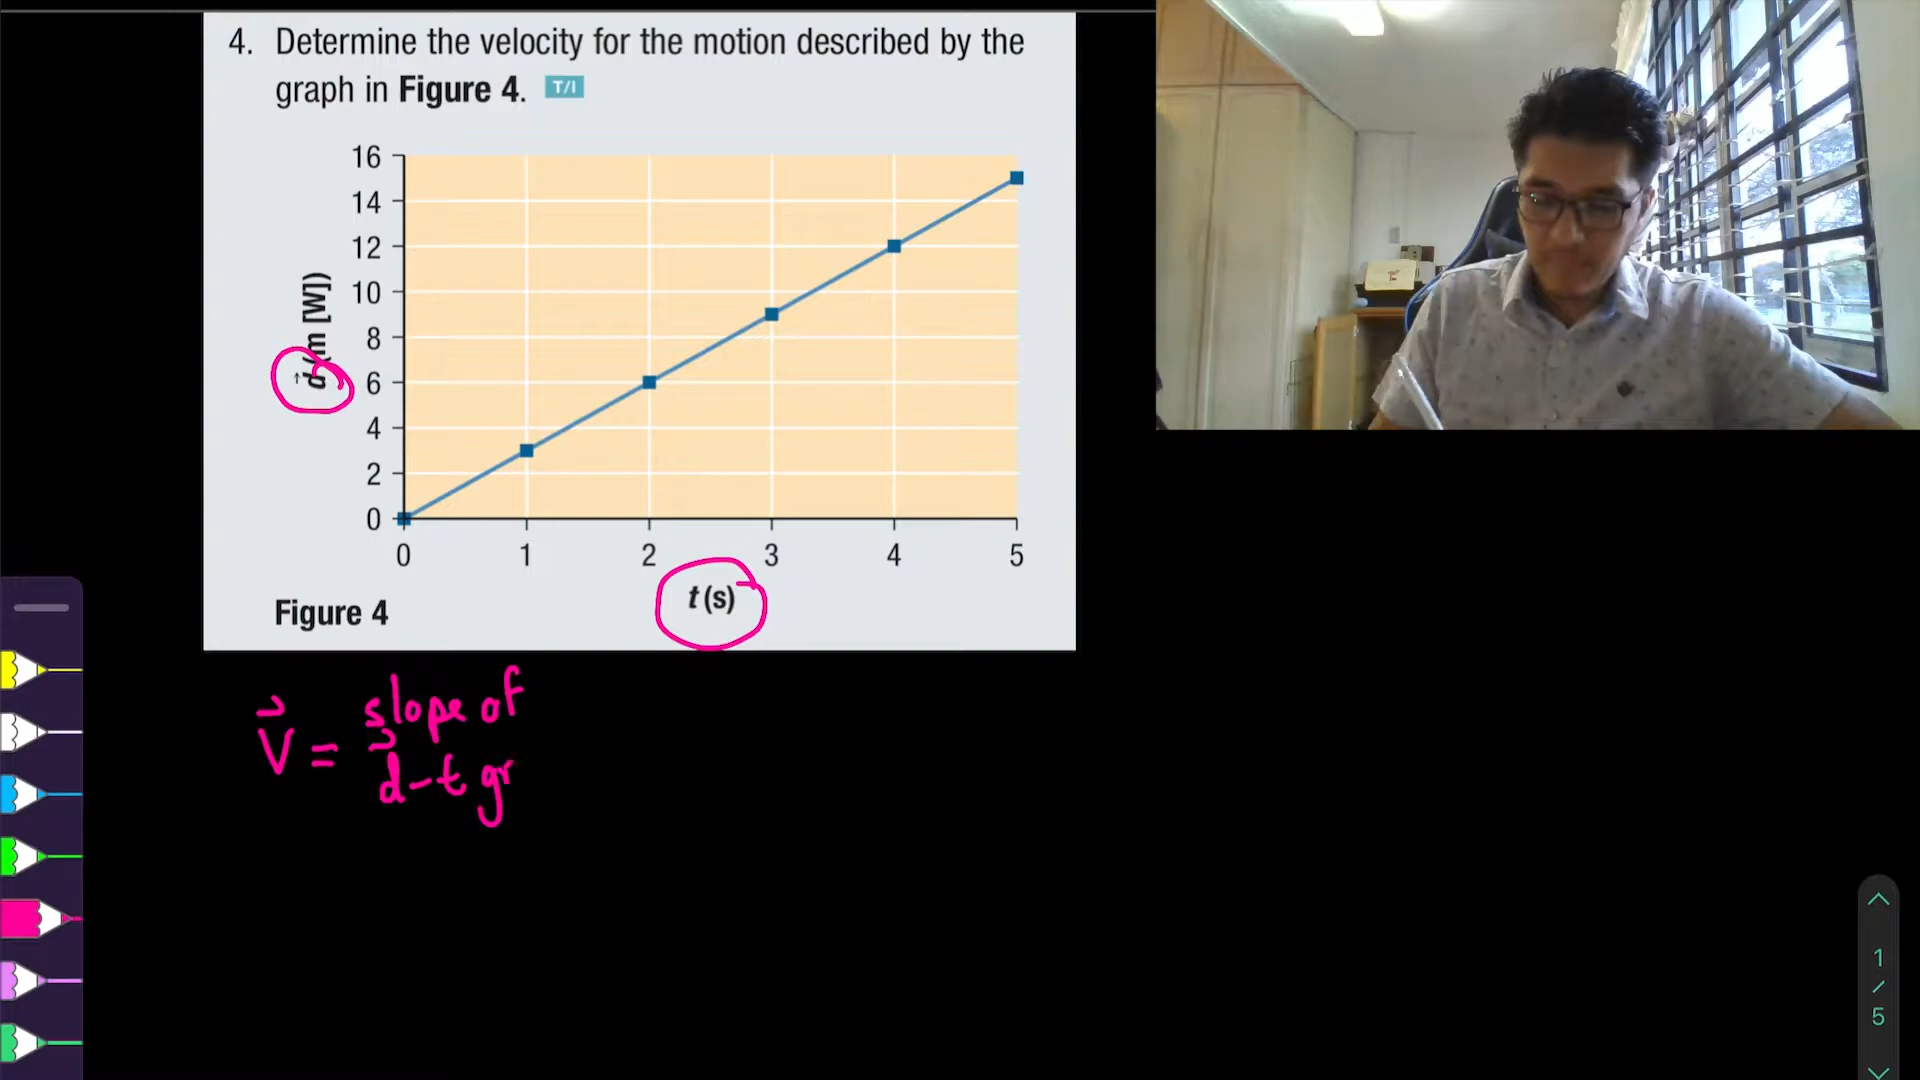 4. Determine the velocity for the motion described by the
graph in Figure 4. T/I
16
14
12
10
8
6
4
2
0
d⃗ (m [W])
0 1 2 3 4 5
t (s)
Figure 4
v⃗ = slope of
d⃗-t gr
1
/
5